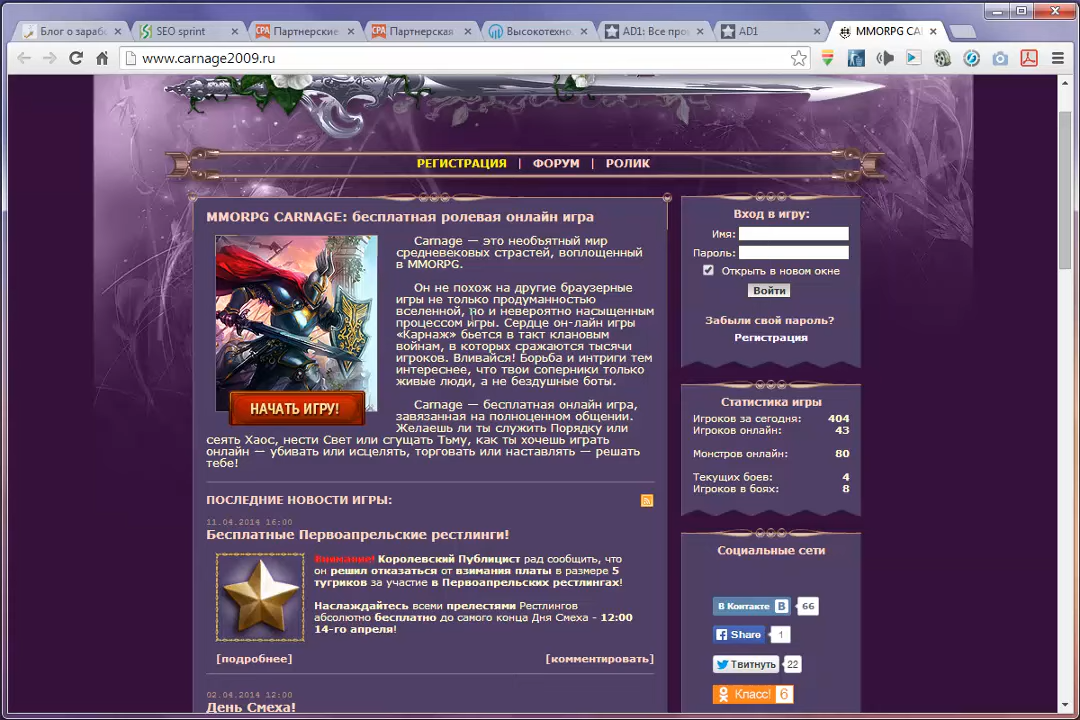 Блог о зараб
SEO sprint
Партнерские
Партнерская
Высокотехно.
AD1: Все про
AD1
MMORPG CA
www.carnage2009.ru
РЕГИСТРАЦИЯ | ФОРУМ | РОЛИК
MMORPG CARNAGE: бесплатная ролевая онлайн игра
Carnage — это необъятный мир
средневековых страстей, воплощенный
в MMORPG.
Он не похож на другие браузерные
игры не только продуманностью
вселенной, но и невероятно насыщенным
процессом игры. Сердце он-лайн игры
«Карнаж» бьется в такт клановым
войнам, в которых сражаются тысячи
игроков. Вливайся! Борьба и интриги тем
интереснее, что твои соперники только
живые люди, а не бездушные боты.
НАЧАТЬ ИГРУ!
Carnage — бесплатная онлайн игра,
завязанная на полноценном общении.
Желаешь ли ты служить Порядку или
сеять Хаос, нести Свет или сгущать Тьму, как ты хочешь играть
онлайн — убивать или исцелять, торговать или наставлять — решать
тебе!
ПОСЛЕДНИЕ НОВОСТИ ИГРЫ:
11.04.2014 16:00
Бесплатные Первоапрельские рестлинги!
Внимание! Королевский Публицист рад сообщить, что
он решил отказаться от взимания платы в размере 5
тугриков за участие в Первоапрельских рестлингах!
Наслаждайтесь всеми прелестями Рестлингов
абсолютно бесплатно до самого конца Дня Смеха - 12:00
14-го апреля!
[подробнее] [комментировать]
02.04.2014 12:00
День Смеха!
Вход в игру:
Имя:
Пароль:
Открыть в новом окне
Войти
Забыли свой пароль?
Регистрация
Статистика игры
Игроков за сегодня: 404
Игроков онлайн: 43
Монстров онлайн: 80
Текущих боев: 4
Игроков в боях: 8
Социальные сети
В Контакте B 66
Share 1
Твитнуть 22
Класс! 6